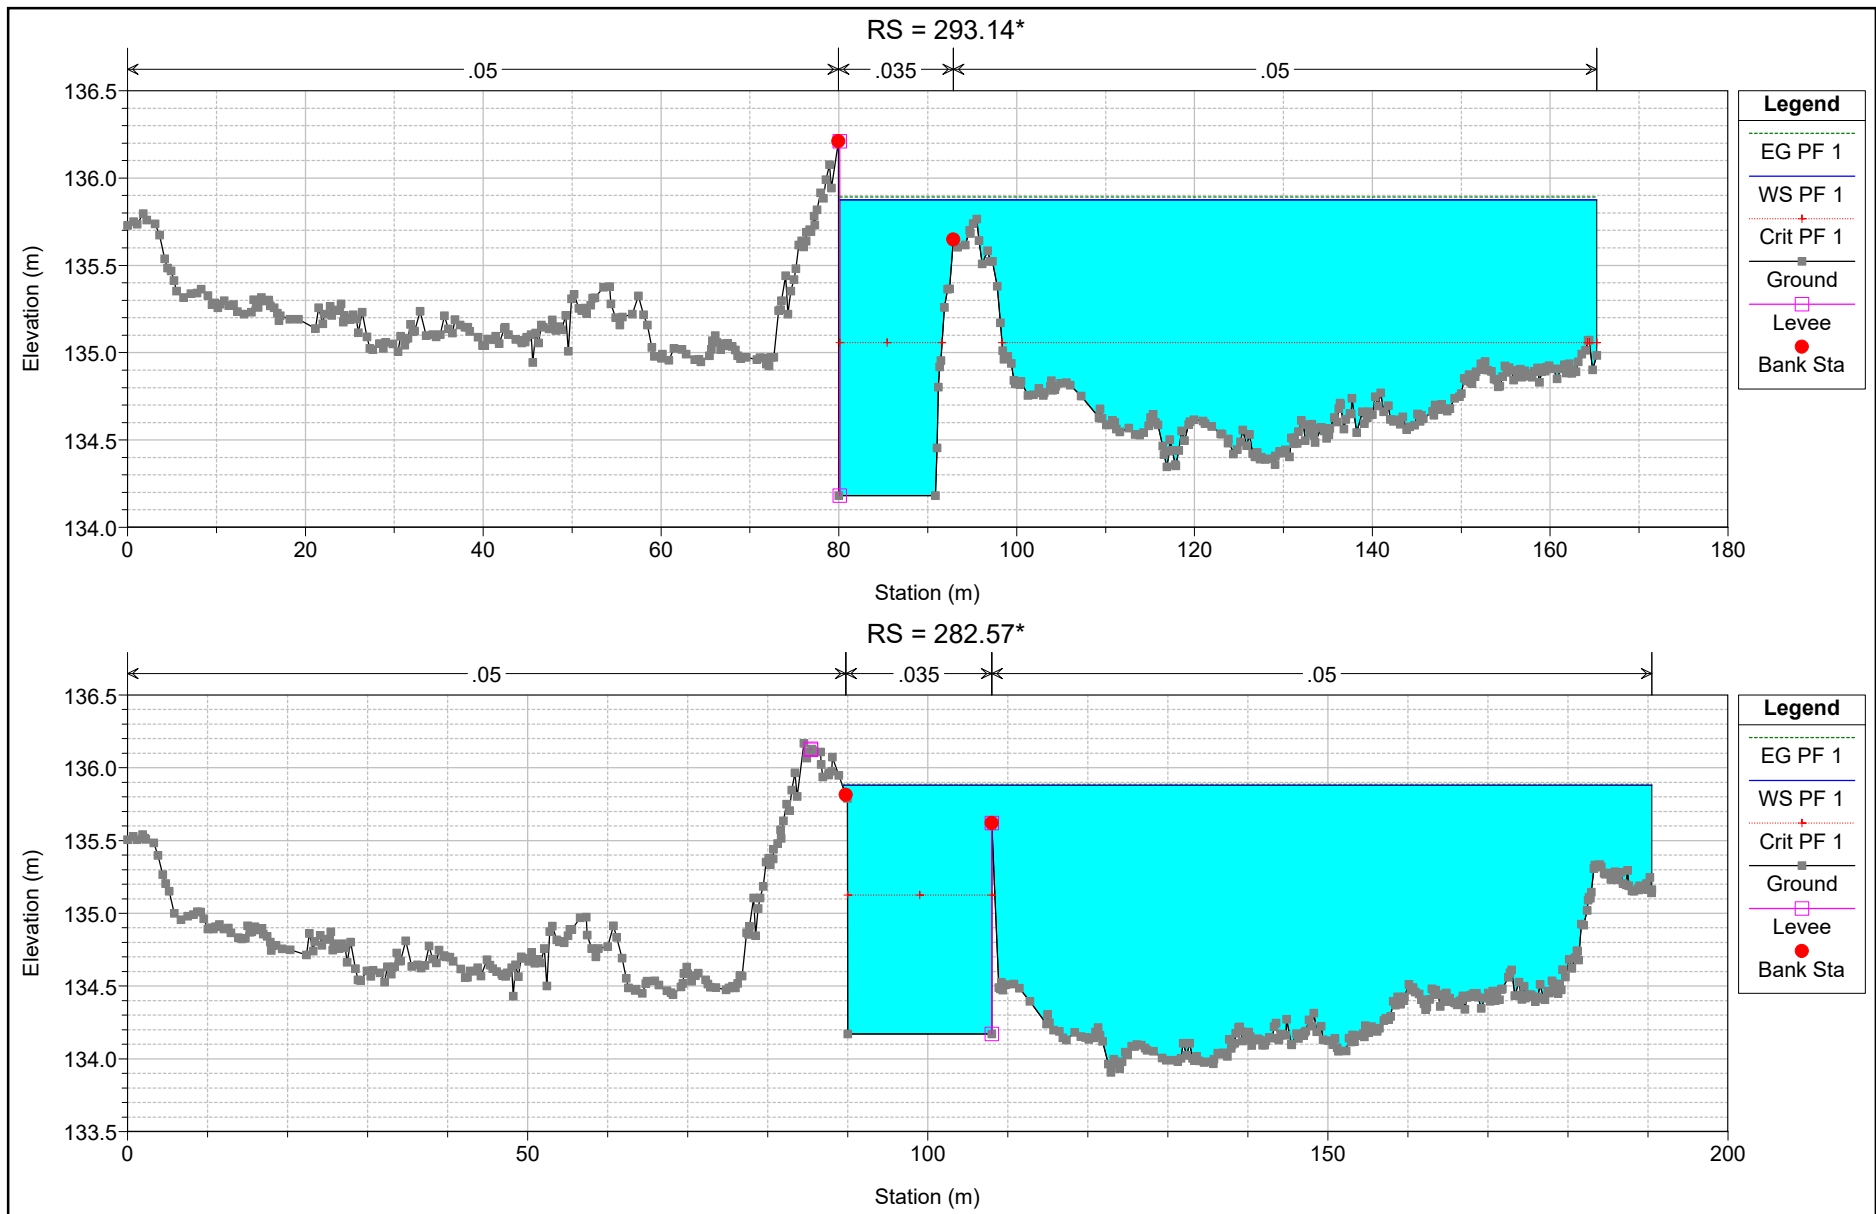 RS = 293.14*
.05 .035 .05
136.5
136.0
135.5
135.0
134.5
134.0
Elevation (m)
0 20 40 60 80 100 120 140 160 180
Station (m)
Legend
EG PF 1
WS PF 1
Crit PF 1
Ground
Levee
Bank Sta
RS = 282.57*
.05 .035 .05
136.5
136.0
135.5
135.0
134.5
134.0
133.5
Elevation (m)
0 50 100 150 200
Station (m)
Legend
EG PF 1
WS PF 1
Crit PF 1
Ground
Levee
Bank Sta